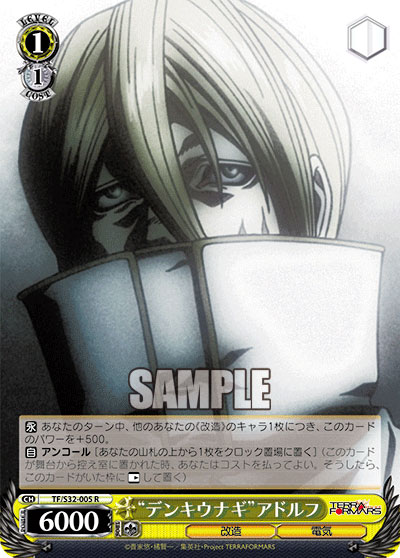 LEVEL
1
1
COST
SAMPLE
永 あなたのターン中、他のあなたの《改造》のキャラ1枚につき、このカード
のパワーを+500。
自 アンコール [あなたの山札の上から1枚をクロック置場に置く] (このカード
が舞台から控え室に置かれた時、あなたはコストを払ってよい。そうしたら、
このカードがいた枠に レスト して置く)
CH TF/S32-005 R
“デンキウナギ”アドルフ
TERRA FORMARS
POWER
6000
改造 電気
©貴家悠・橘賢一/集英社・Project TERRAFORMARS